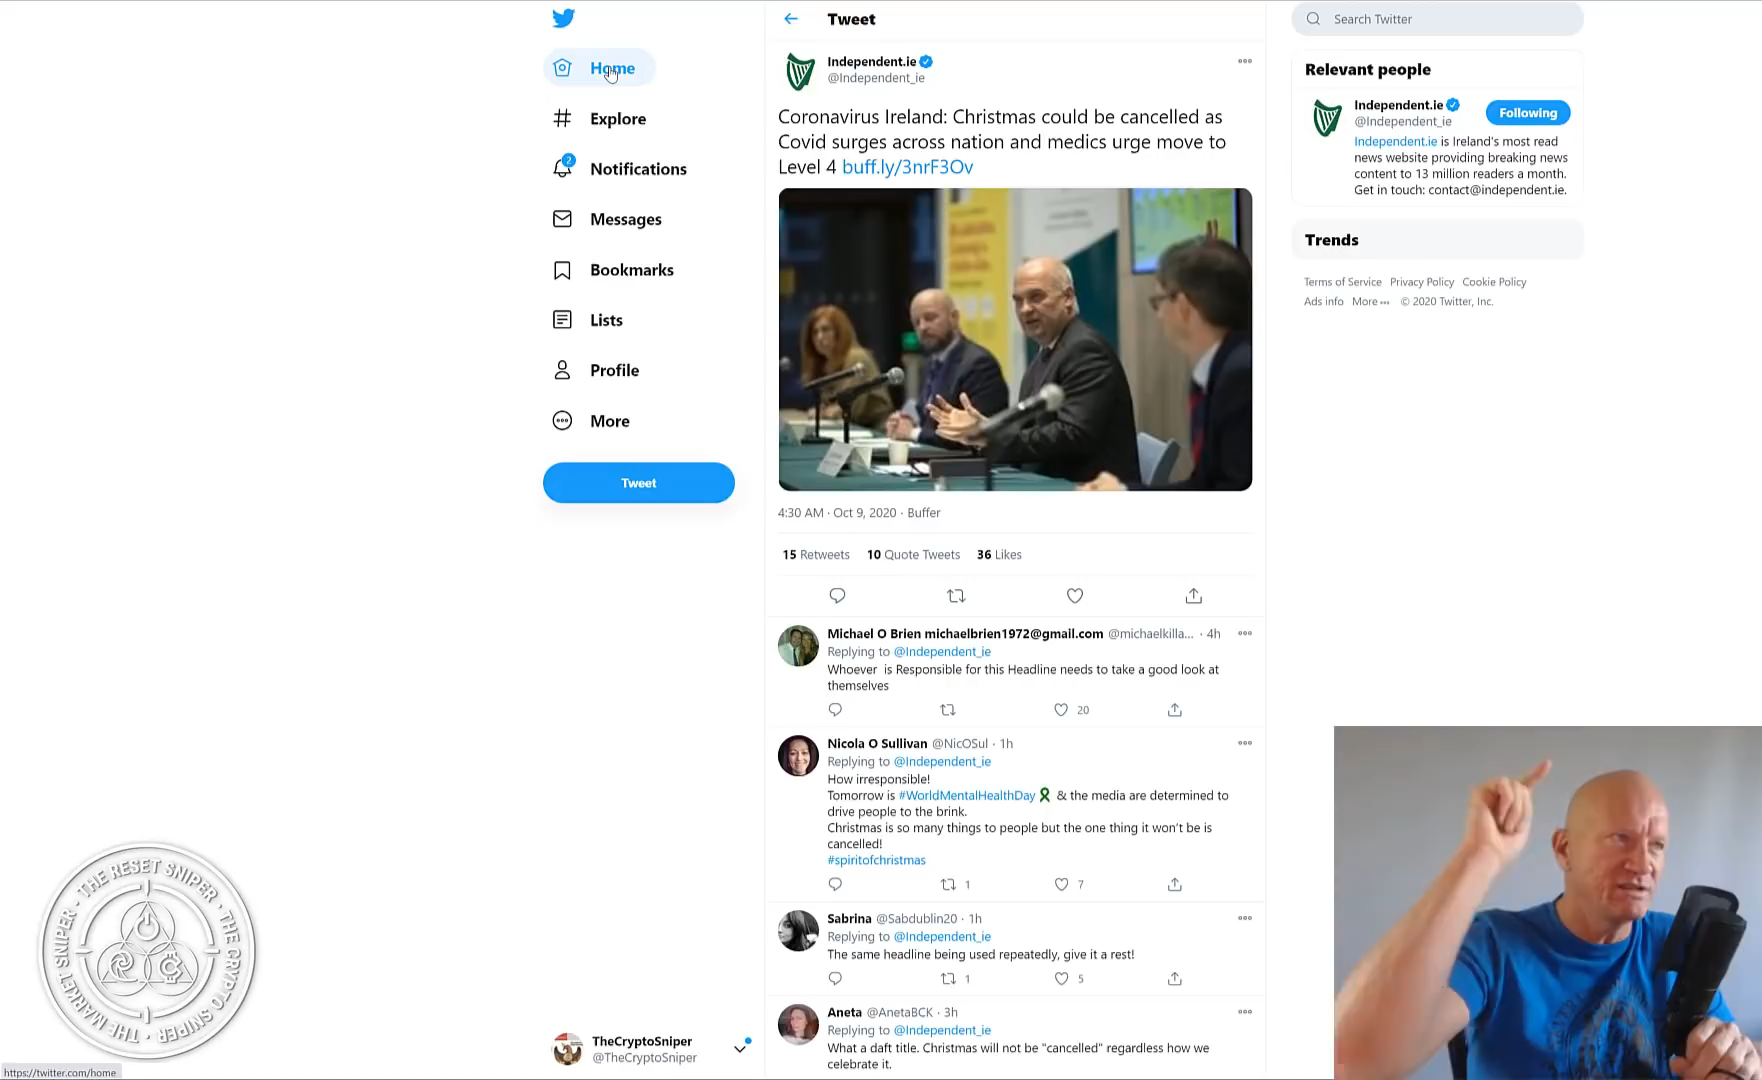 Home
Explore
2
Notifications
Messages
Bookmarks
Lists
Profile
More
Tweet
TheCryptoSniper
@TheCryptoSniper
https://twitter.com/home
THE RESET SNIPER - THE CRYPTO SNIPER - THE MARKET SNIPER -
Tweet
Independent.ie
@Independent_ie
Coronavirus Ireland: Christmas could be cancelled as
Covid surges across nation and medics urge move to
Level 4 buff.ly/3nrF3Ov
4:30 AM · Oct 9, 2020 · Buffer
15 Retweets 10 Quote Tweets 36 Likes
Michael O Brien michaelbrien1972@gmail.com @michaelkilla... · 4h
Replying to @Independent_ie
Whoever is Responsible for this Headline needs to take a good look at
themselves
20
Nicola O Sullivan @NicOSul · 1h
Replying to @Independent_ie
How irresponsible!
Tomorrow is #WorldMentalHealthDay & the media are determined to
drive people to the brink.
Christmas is so many things to people but the one thing it won't be is
cancelled!
#spiritofchristmas
1 7
Sabrina @Sabdublin20 · 1h
Replying to @Independent_ie
The same headline being used repeatedly, give it a rest!
1 5
Aneta @AnetaBCK · 3h
Replying to @Independent_ie
What a daft title. Christmas will not be "cancelled" regardless how we
celebrate it.
Search Twitter
Relevant people
Independent.ie
@Independent_ie
Following
Independent.ie is Ireland's most read
news website providing breaking news
content to 13 million readers a month.
Get in touch: contact@independent.ie.
Trends
Terms of Service Privacy Policy Cookie Policy
Ads info More ••• © 2020 Twitter, Inc.